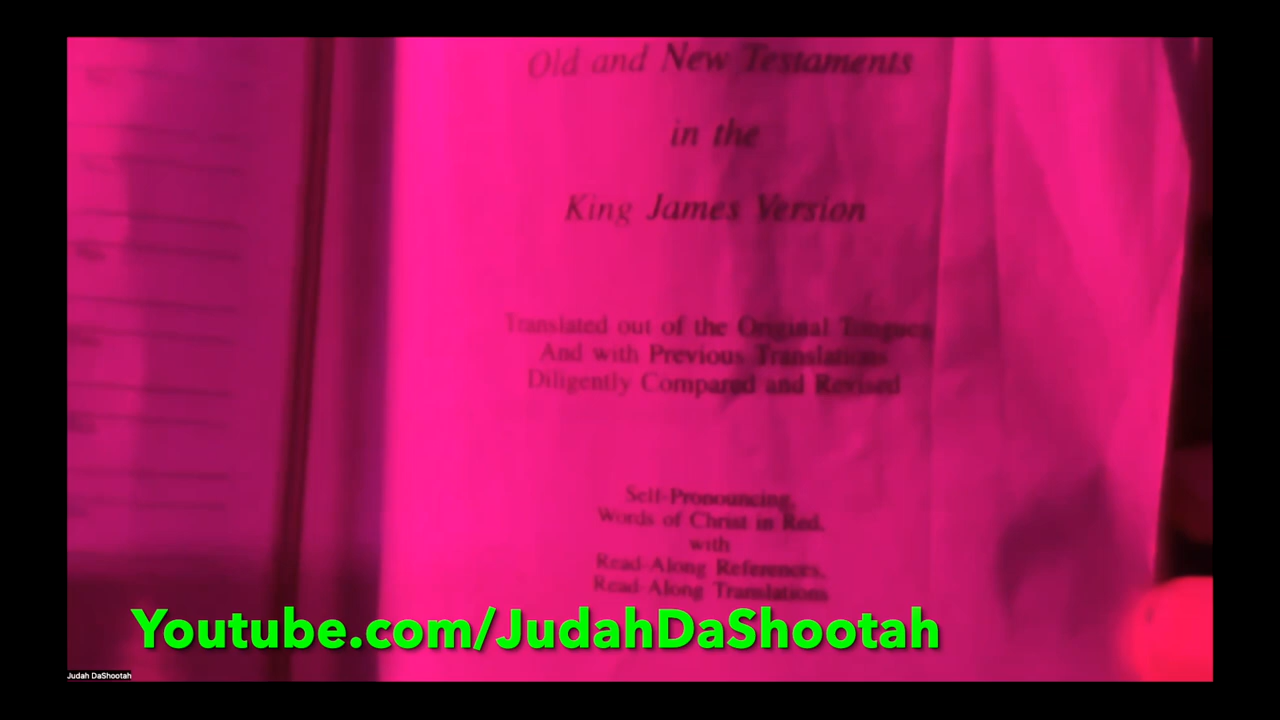 Old and New Testaments
in the
King James Version
Translated out of the Original Tongues
And with Previous Translations
Diligently Compared and Revised
Self-Pronouncing,
Words of Christ in Red,
with
Read-Along References,
Read-Along Translations
Youtube.com/JudahDaShootah
Judah DaShootah